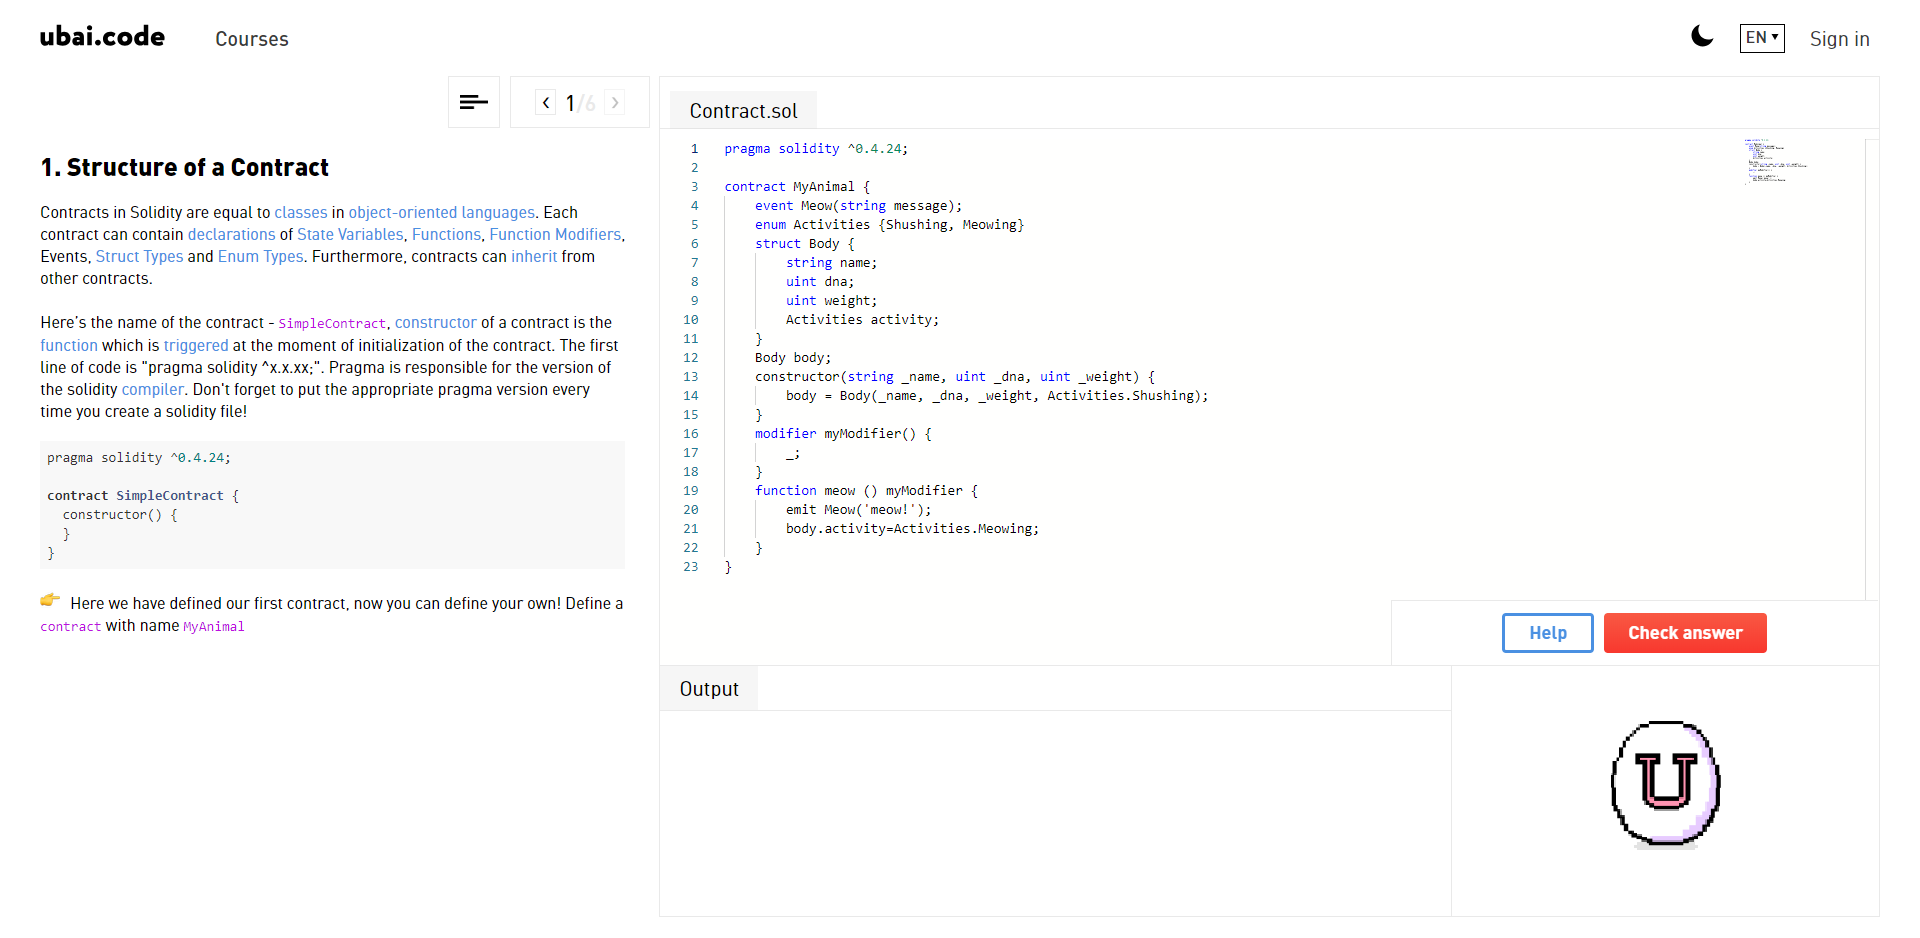 ubai.code
Courses
EN ▾
Sign in
‹ 1/6 ›
1. Structure of a Contract
Contracts in Solidity are equal to classes in object-oriented languages. Each
contract can contain declarations of State Variables, Functions, Function Modifiers,
Events, Struct Types and Enum Types. Furthermore, contracts can inherit from
other contracts.
Here's the name of the contract - SimpleContract, constructor of a contract is the
function which is triggered at the moment of initialization of the contract. The first
line of code is "pragma solidity ^x.x.xx;". Pragma is responsible for the version of
the solidity compiler. Don't forget to put the appropriate pragma version every
time you create a solidity file!
pragma solidity ^0.4.24;
contract SimpleContract {
constructor() {
}
}
👉 Here we have defined our first contract, now you can define your own! Define a
contract with name MyAnimal
Contract.sol
1 pragma solidity ^0.4.24;
2
3 contract MyAnimal {
4 event Meow(string message);
5 enum Activities {Shushing, Meowing}
6 struct Body {
7 string name;
8 uint dna;
9 uint weight;
10 Activities activity;
11 }
12 Body body;
13 constructor(string _name, uint _dna, uint _weight) {
14 body = Body(_name, _dna, _weight, Activities.Shushing);
15 }
16 modifier myModifier() {
17 _;
18 }
19 function meow () myModifier {
20 emit Meow('meow!');
21 body.activity=Activities.Meowing;
22 }
23 }
Help
Check answer
Output
U